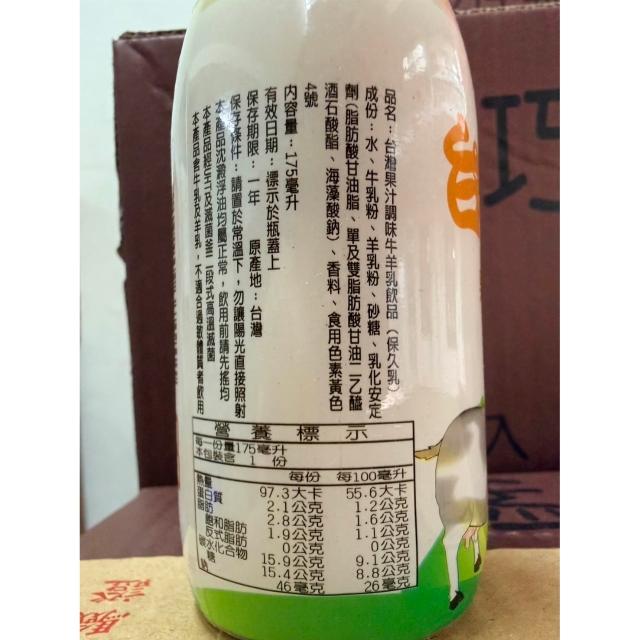 品名：台灣果汁調味牛羊乳飲品（保久乳）
成份：水、牛乳粉、羊乳粉、砂糖、乳化安定
劑（脂肪酸甘油脂、單及雙脂肪酸甘油二乙醯
酒石酸酯、海藻酸鈉）、香料、食用色素黃色
4號
內容量：175毫升
有效日期：標示於瓶蓋上
保存期限：一年 原產地：台灣
保存條件：請置於常溫下，勿讓陽光直接照射
本產品沈澱浮油均屬正常，飲用前請先搖均
本產品經至及滅菌釜二段式高溫滅菌
本產品含牛乳及羊乳，不適合過敏體質者飲用
營養標示
每一份量175毫升
本包裝含 1 份
每份 每100毫升
熱量 97.3大卡 55.6大卡
蛋白質 2.1公克 1.2公克
脂肪 2.8公克 1.6公克
飽和脂肪 1.9公克 1.1公克
反式脂肪 0公克 0公克
碳水化合物 15.9公克 9.1公克
糖 15.4公克 8.8公克
鈉 46毫克 26毫克
巧